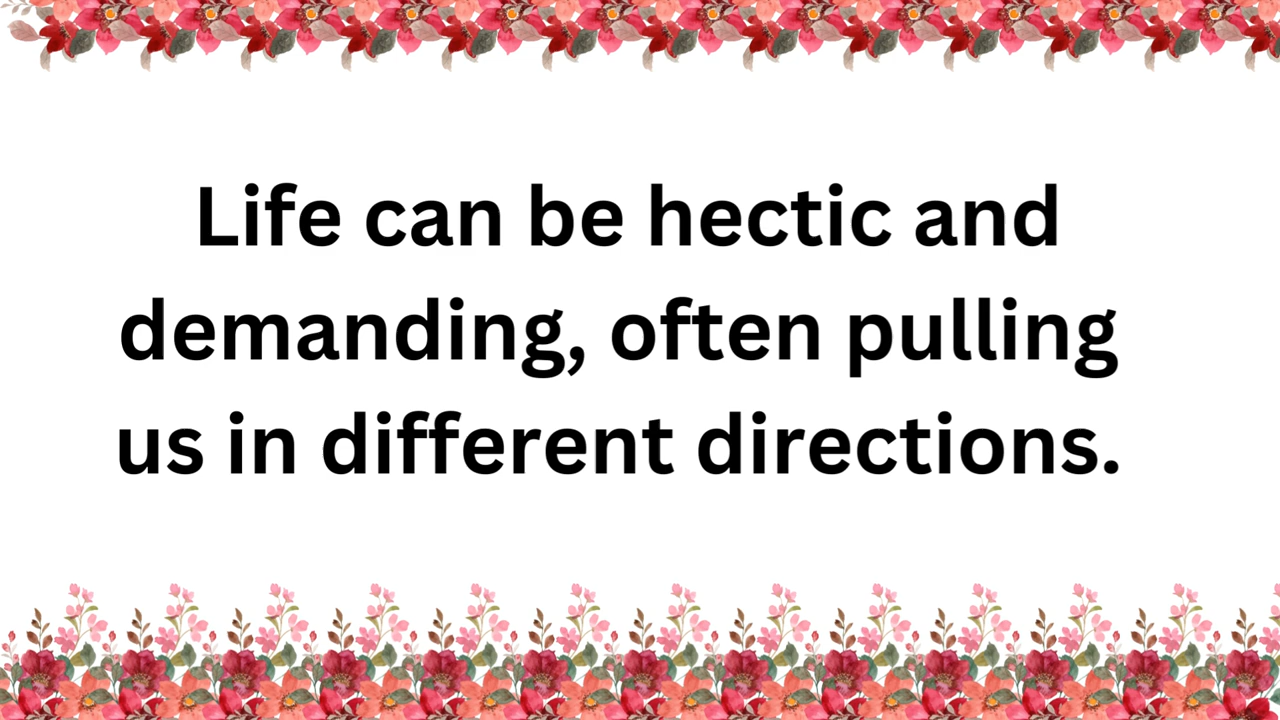 Life can be hectic and
demanding, often pulling
us in different directions.